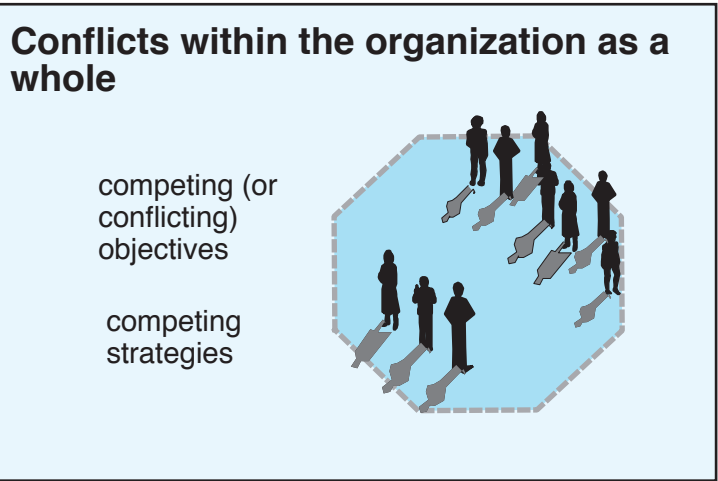 Conflicts within the organization as a
whole
competing (or
conflicting)
objectives
competing
strategies